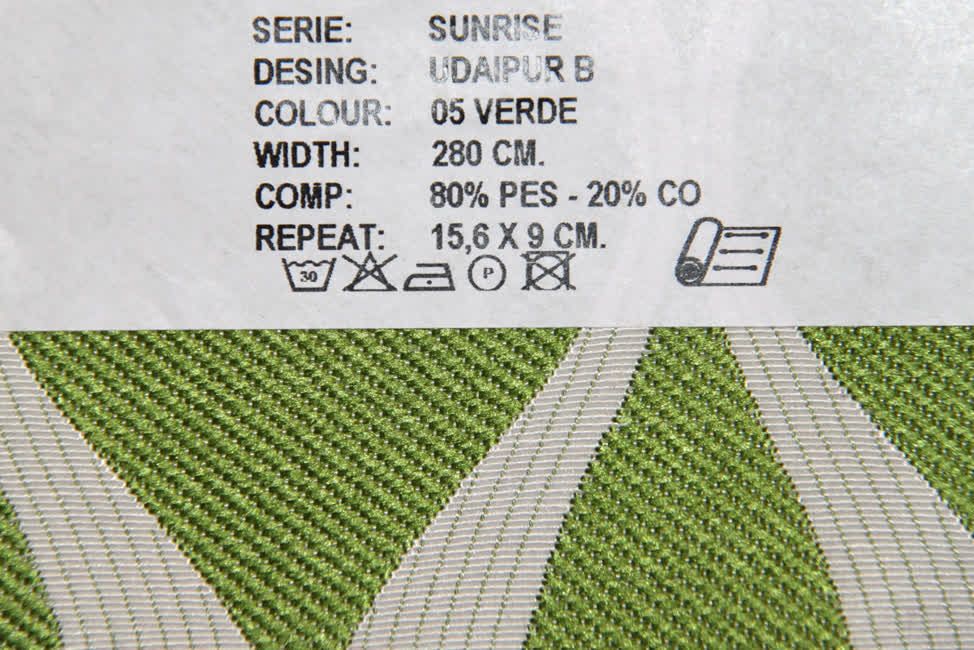 SERIE: SUNRISE
DESING: UDAIPUR B
COLOUR: 05 VERDE
WIDTH: 280 CM.
COMP: 80% PES - 20% CO
REPEAT: 15,6 X 9 CM.
30 P